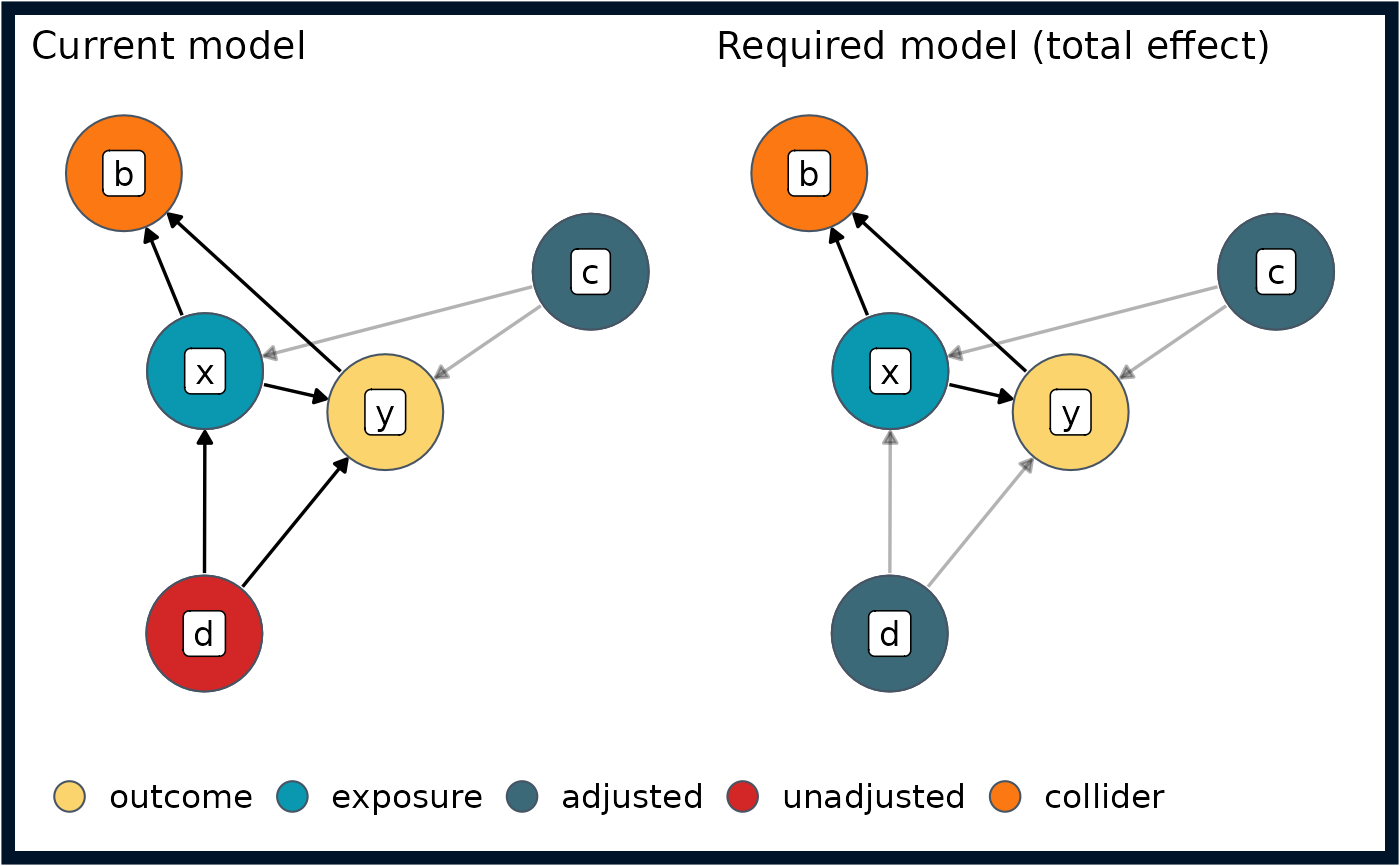 Current model
Required model (total effect)
b
b
c
c
x
x
y
y
d
d
outcome exposure adjusted unadjusted collider